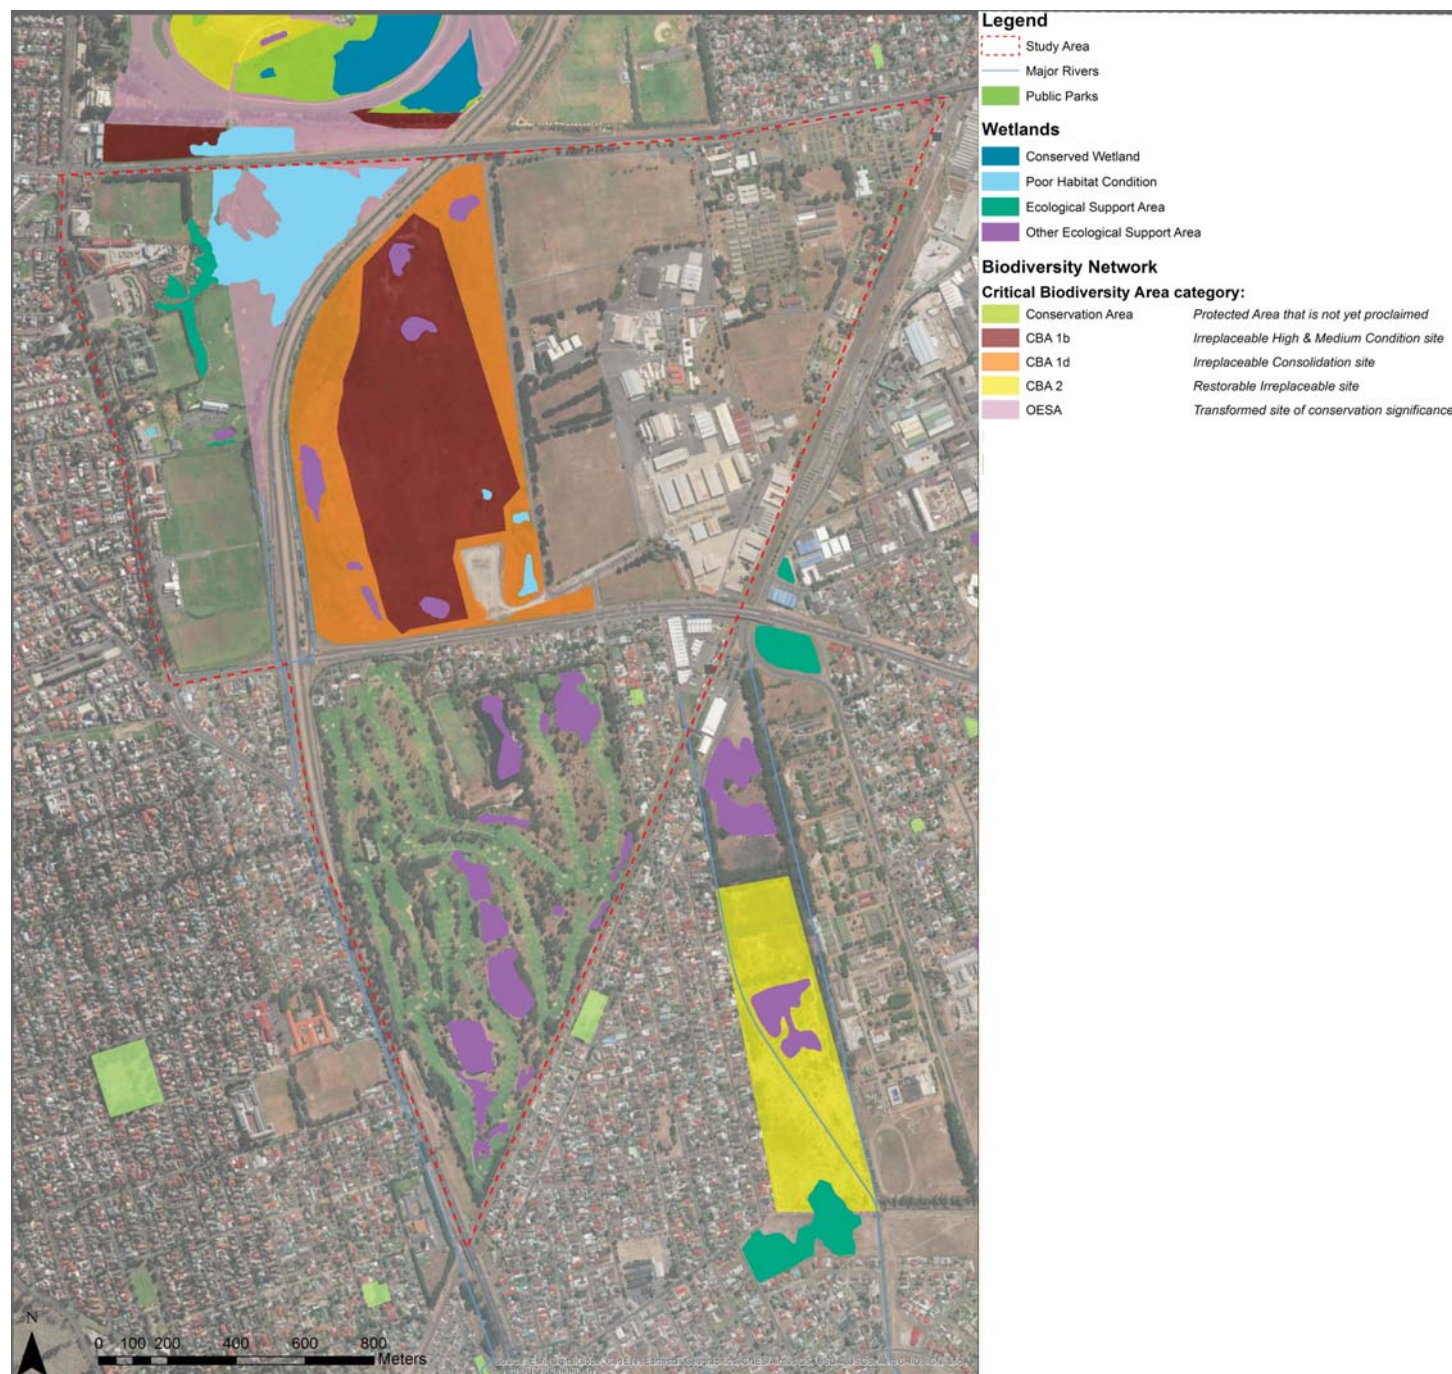 Legend
Study Area
Major Rivers
Public Parks
Wetlands
Conserved Wetland
Poor Habitat Condition
Ecological Support Area
Other Ecological Support Area
Biodiversity Network
Critical Biodiversity Area category:
Conservation Area Protected Area that is not yet proclaimed
CBA 1b Irreplaceable High & Medium Condition site
CBA 1d Irreplaceable Consolidation site
CBA 2 Restorable Irreplaceable site
OESA Transformed site of conservation significance
N
0 100 200 400 600 800
Meters